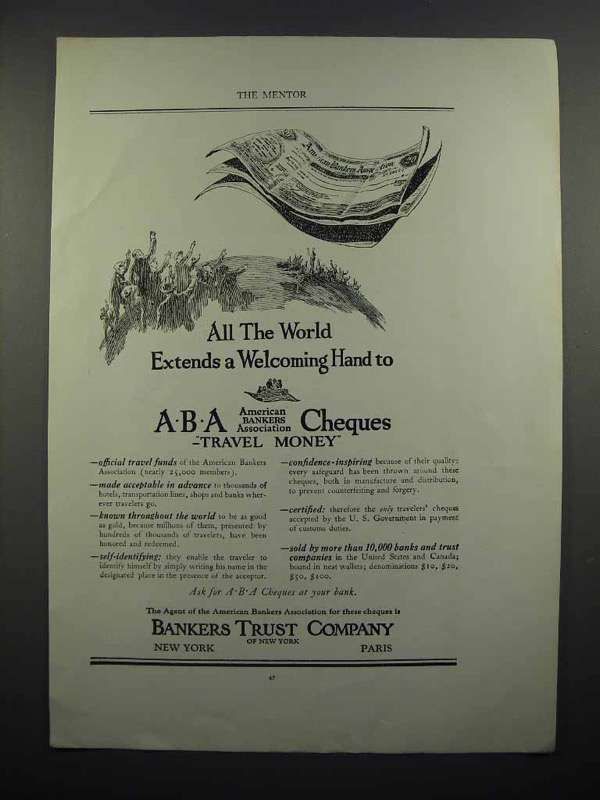 THE MENTOR
American Bankers Association
All The World
Extends a Welcoming Hand to
A·B·A American BANKERS Association Cheques
-"TRAVEL MONEY"
—official travel funds of the American Bankers
Association (nearly 25,000 members).
—made acceptable in advance to thousands of
hotels, transportation lines, shops and banks wher-
ever travelers go.
—known throughout the world to be as good
as gold, because millions of them, presented by
hundreds of thousands of travelers, have been
honored and redeemed.
—self-identifying: they enable the traveler to
identify himself by simply writing his name in the
designated place in the presence of the acceptor.
—confidence-inspiring because of their quality;
every safeguard has been thrown around these
cheques, both in manufacture and distribution,
to prevent counterfeiting and forgery.
—certified: therefore the only travelers' cheques
accepted by the U. S. Government in payment
of customs duties.
—sold by more than 10,000 banks and trust
companies in the United States and Canada;
bound in neat wallets; denominations $10, $20,
$50, $100.
Ask for A·B·A Cheques at your bank.
The Agent of the American Bankers Association for these cheques is
BANKERS TRUST COMPANY
OF NEW YORK
NEW YORK PARIS
47